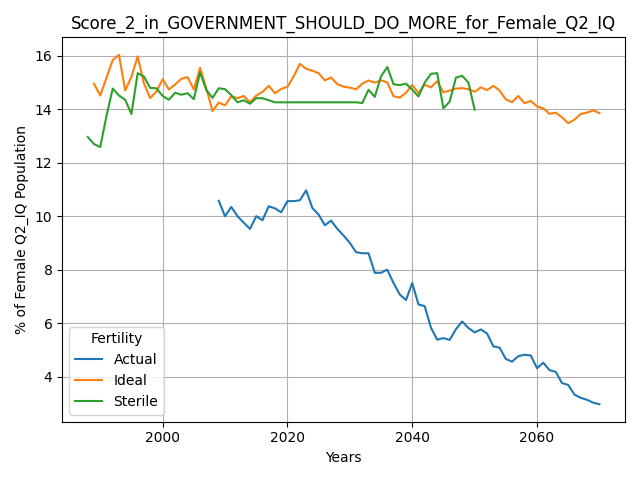 Score_2_in_GOVERNMENT_SHOULD_DO_MORE_for_Female_Q2_IQ
% of Female Q2_IQ Population
16
14
12
10
8
6
4
Fertility
Actual
Ideal
Sterile
2000 2020 2040 2060
Years